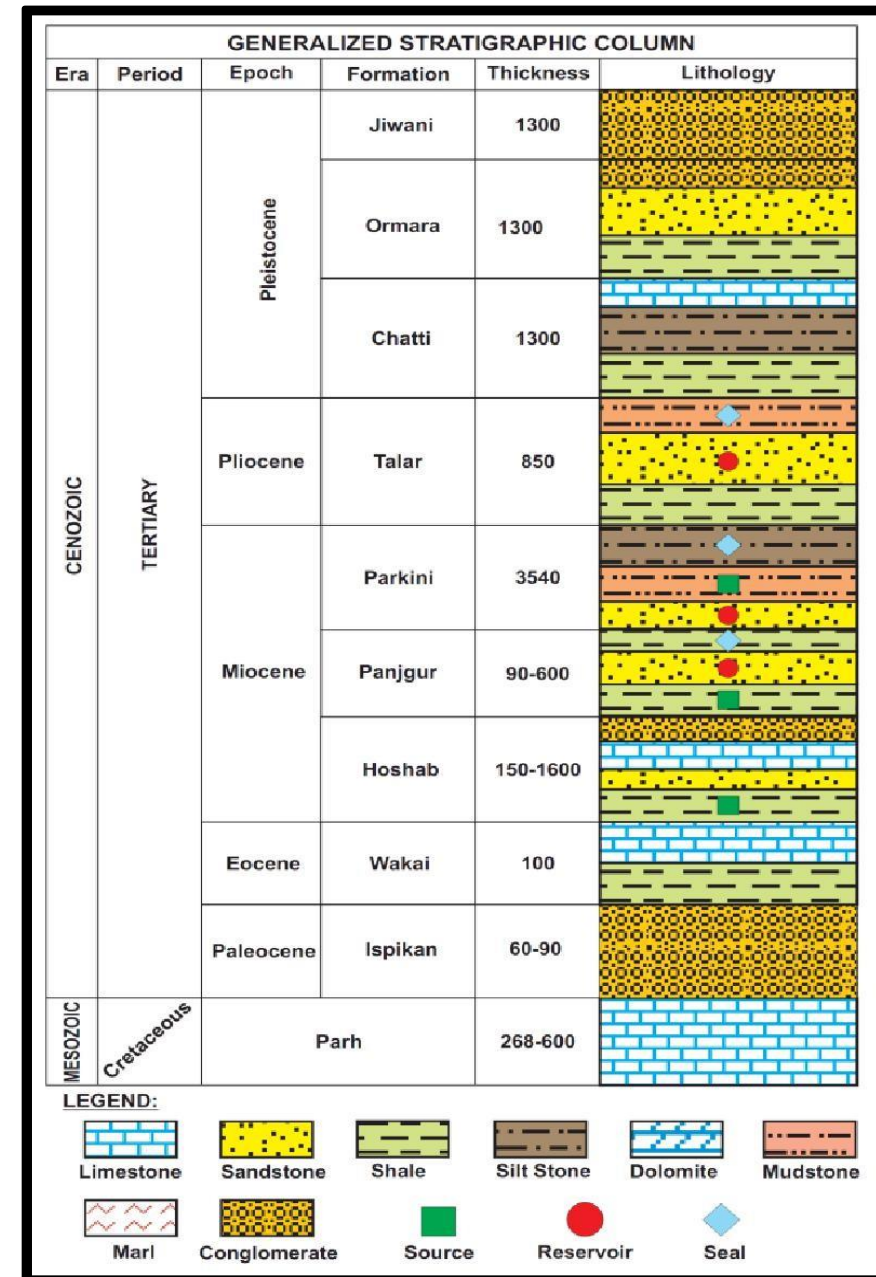 GENERALIZED STRATIGRAPHIC COLUMN
Era Period Epoch Formation Thickness Lithology
CENOZOIC
TERTIARY
Pleistocene
Jiwani 1300
Ormara 1300
Chatti 1300
Pliocene Talar 850
Miocene
Parkini 3540
Panjgur 90-600
Hoshab 150-1600
Eocene Wakai 100
Paleocene Ispikan 60-90
MESOZOIC Cretaceous Parh 268-600
LEGEND:
Limestone Sandstone Shale Silt Stone Dolomite Mudstone
Marl Conglomerate Source Reservoir Seal